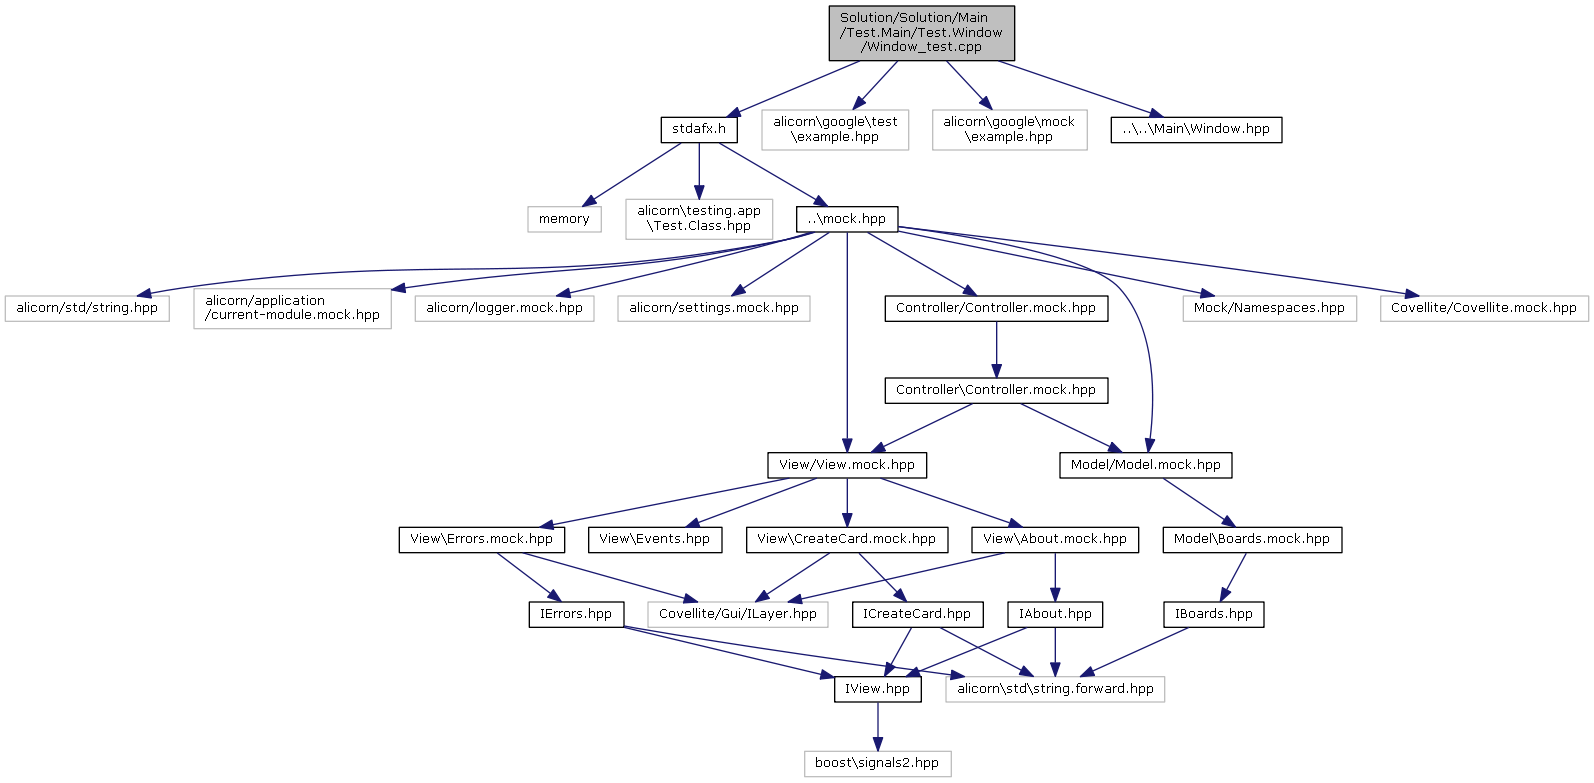 Solution/Solution/Main
/Test.Main/Test.Window
/Window_test.cpp
stdafx.h
alicorn\google\test
\example.hpp
alicorn\google\mock
\example.hpp
..\..\Main\Window.hpp
memory
alicorn\testing.app
\Test.Class.hpp
..\mock.hpp
alicorn/std/string.hpp
alicorn/application
/current-module.mock.hpp
alicorn/logger.mock.hpp
alicorn/settings.mock.hpp
Controller/Controller.mock.hpp
Mock/Namespaces.hpp
Covellite/Covellite.mock.hpp
Controller\Controller.mock.hpp
View/View.mock.hpp
Model/Model.mock.hpp
View\Errors.mock.hpp
View\Events.hpp
View\CreateCard.mock.hpp
View\About.mock.hpp
Model\Boards.mock.hpp
IErrors.hpp
Covellite/Gui/ILayer.hpp
ICreateCard.hpp
IAbout.hpp
IBoards.hpp
IView.hpp
alicorn\std\string.forward.hpp
boost\signals2.hpp